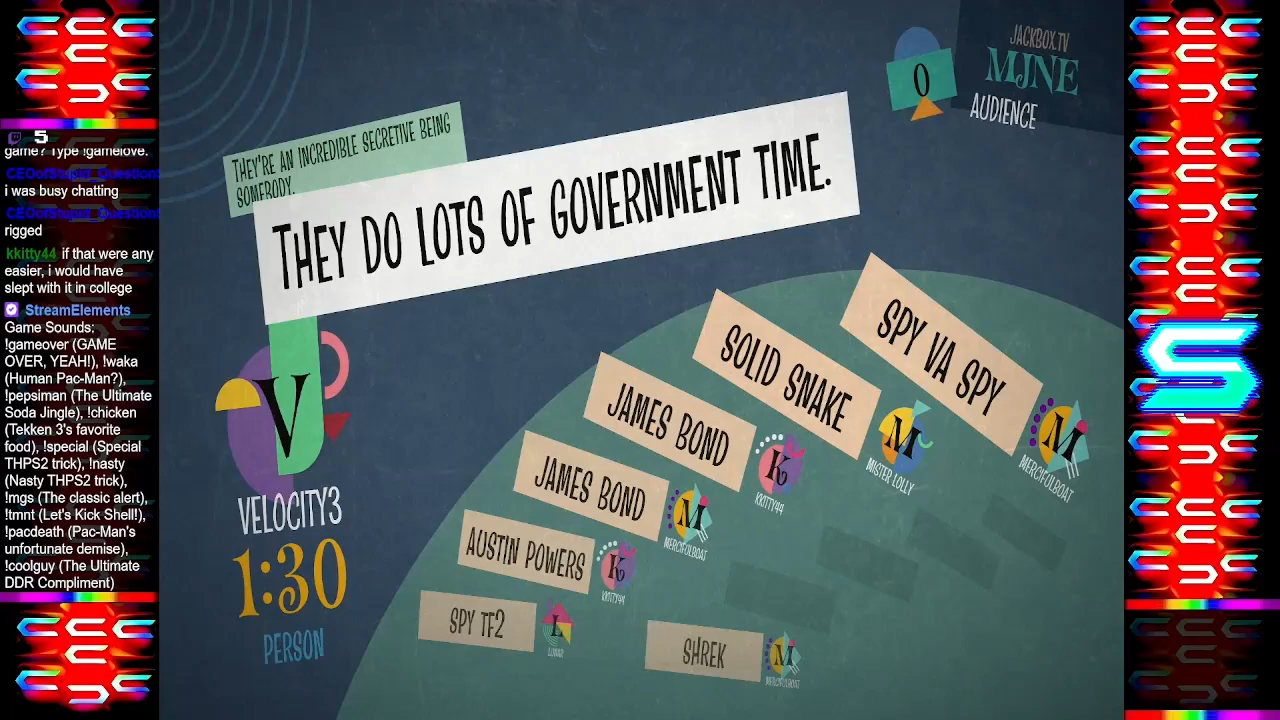 5
game? Type !gamelove.
i was busy chatting
rigged
kkitty44 if that were any
easier, i would have
slept with it in college
StreamElements
Game Sounds:
!gameover (GAME
OVER, YEAH!), !waka
(Human Pac-Man?),
!pepsiman (The Ultimate
Soda Jingle), !chicken
(Tekken 3's favorite
food), !special (Special
THPS2 trick), !nasty
(Nasty THPS2 trick),
!mgs (The classic alert),
!tmnt (Let's Kick Shell!),
!pacdeath (Pac-Man's
unfortunate demise),
!coolguy (The Ultimate
DDR Compliment)
THEY'RE AN INCREDIBLE SECRETIVE BEING
SOMEBODY.
THEY DO LOTS OF GOVERNMENT TIME.
0
JACKBOX.TV
MJNE
AUDIENCE
V
VELOCITY3
1:30
PERSON
SPY VA SPY
M
MERCIFULBOAT
SOLID SNAKE
M
MISTER LOLLY
JAMES BOND
K
KKITTY44
JAMES BOND
M
MERCIFULBOAT
AUSTIN POWERS
K
KKITTY44
SPY TF2
L
LUNAR
SHREK
M
MERCIFULBOAT
S